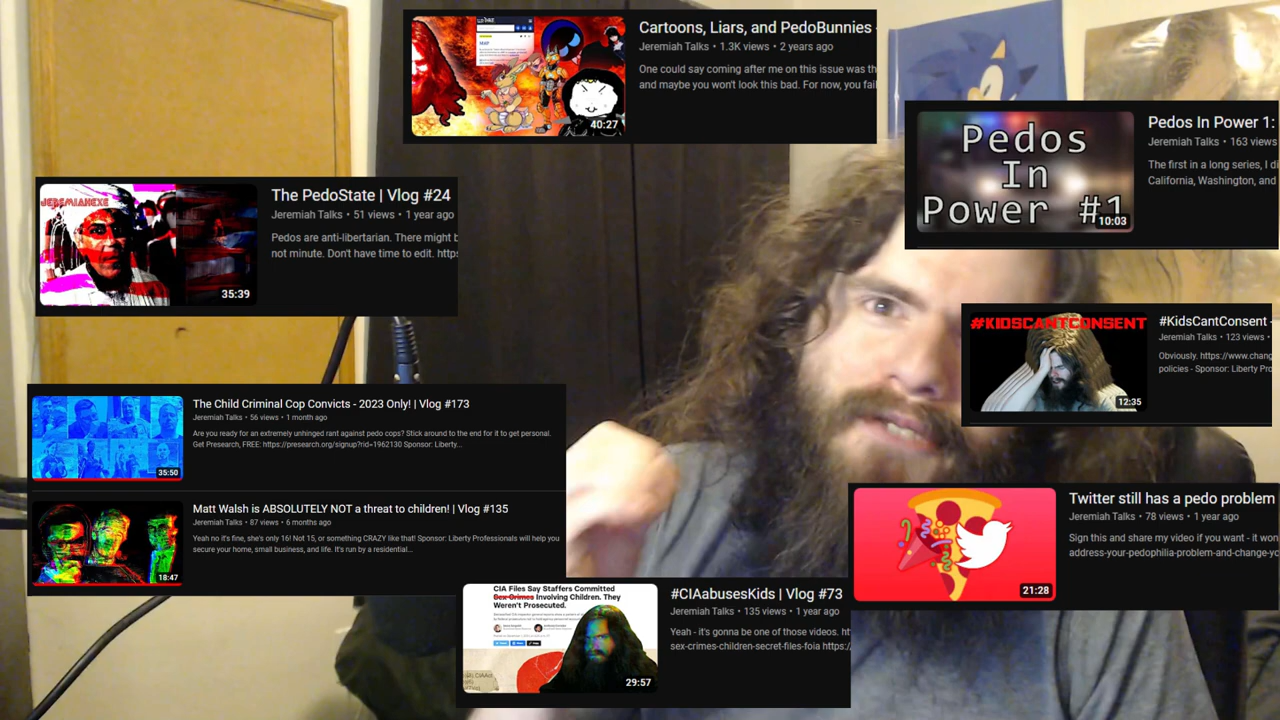 Cartoons, Liars, and PedoBunnies
Jeremiah Talks • 1.3K views • 2 years ago
One could say coming after me on this issue was th
and maybe you won't look this bad. For now, you fai
40:27
Pedos
In
Power #1
10:03
Pedos In Power 1:
Jeremiah Talks • 163 views
The first in a long series, I di
California, Washington, and
JEREMIAHEXE
35:39
The PedoState | Vlog #24
Jeremiah Talks • 51 views • 1 year ago
Pedos are anti-libertarian. There might b
not minute. Don't have time to edit. https
#KIDSCANTCONSENT
12:35
#KidsCantConsent -
Jeremiah Talks • 123 views •
Obviously. https://www.chang
policies - Sponsor: Liberty Pro
35:50
The Child Criminal Cop Convicts - 2023 Only! | Vlog #173
Jeremiah Talks • 56 views • 1 month ago
Are you ready for an extremely unhinged rant against pedo cops? Stick around to the end for it to get personal.
Get Presearch, FREE: https://presearch.org/signup?rid=1962130 Sponsor: Liberty...
18:47
Matt Walsh is ABSOLUTELY NOT a threat to children! | Vlog #135
Jeremiah Talks • 87 views • 6 months ago
Yeah no it's fine, she's only 16! Not 15, or something CRAZY like that! Sponsor: Liberty Professionals will help you
secure your home, small business, and life. It's run by a residential...
21:28
Twitter still has a pedo problem
Jeremiah Talks • 78 views • 1 year ago
Sign this and share my video if you want - it won
address-your-pedophilia-problem-and-change-yo
CIA Files Say Staffers Committed
Sex Crimes Involving Children. They
Weren't Prosecuted.
29:57
#CIAabusesKids | Vlog #73
Jeremiah Talks • 135 views • 1 year ago
Yeah - it's gonna be one of those videos. ht
sex-crimes-children-secret-files-foia https:/